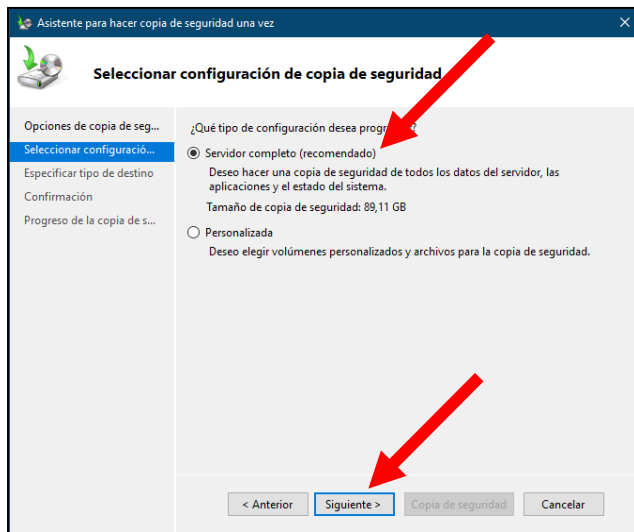 Asistente para hacer copia de seguridad una vez
Seleccionar configuración de copia de seguridad
Opciones de copia de seg...
Seleccionar configuració...
Especificar tipo de destino
Confirmación
Progreso de la copia de s...
¿Qué tipo de configuración desea progr ?
Servidor completo (recomendado)
Deseo hacer una copia de seguridad de todos los datos del servidor, las
aplicaciones y el estado del sistema.
Tamaño de copia de seguridad: 89,11 GB
Personalizada
Deseo elegir volúmenes personalizados y archivos para la copia de seguridad.
< Anterior
Siguiente >
Copia de seguridad
Cancelar